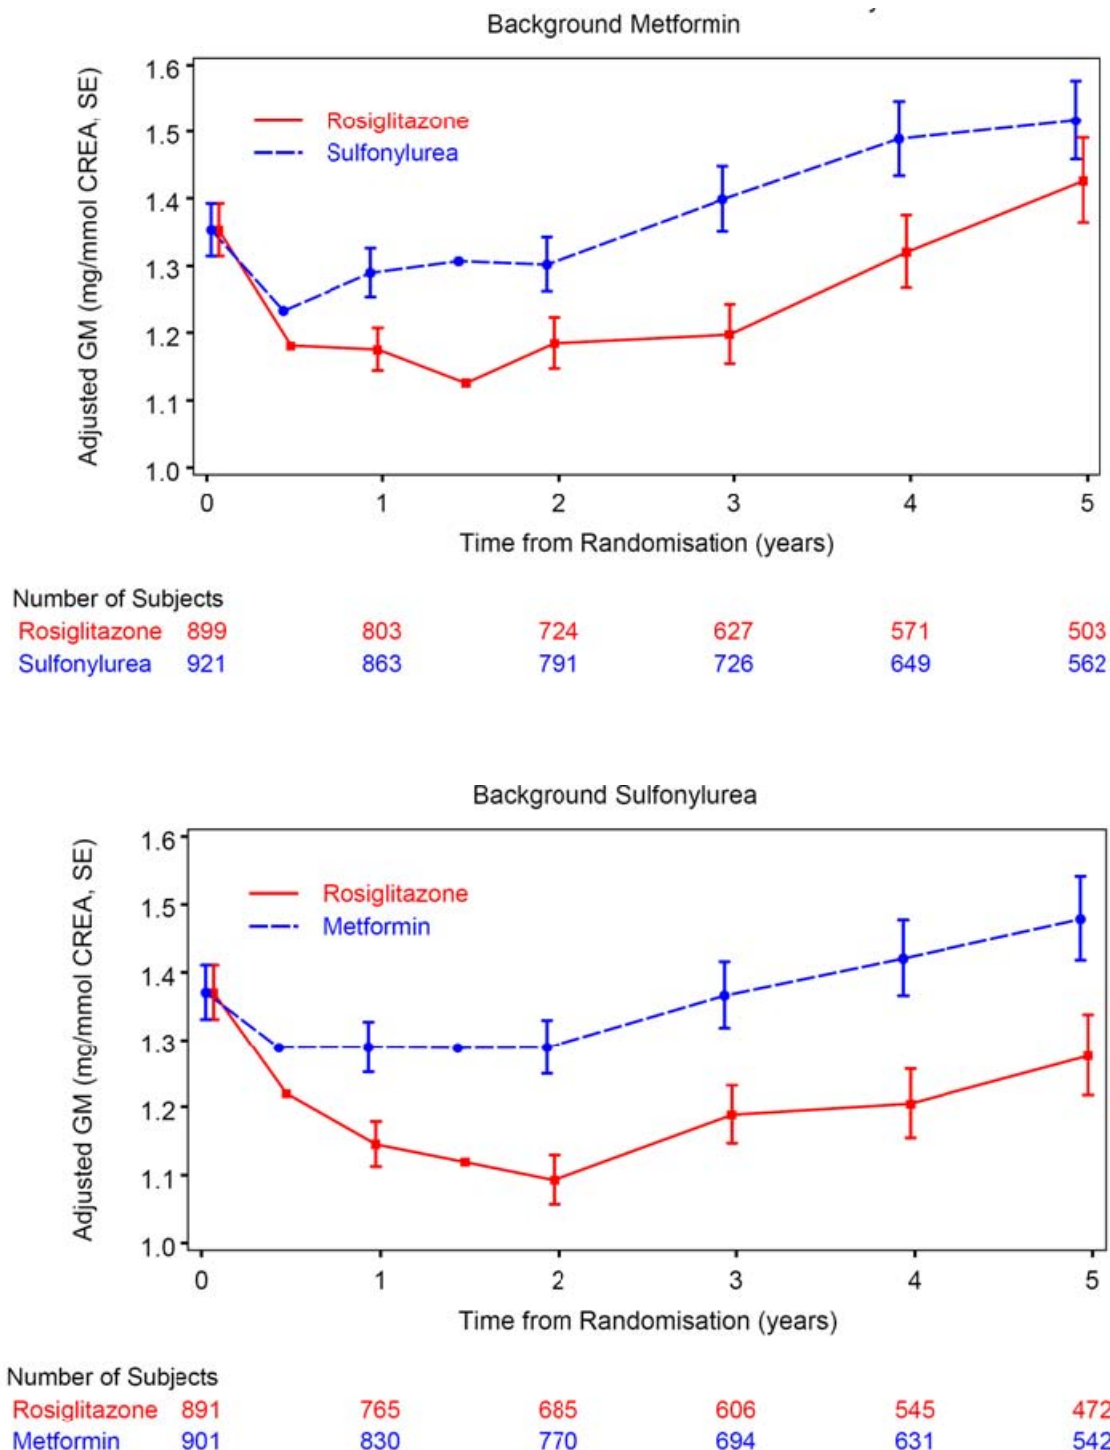 Background Metformin
Adjusted GM (mg/mmol CREA, SE)
1.6
1.5
1.4
1.3
1.2
1.1
1.0
Rosiglitazone
Sulfonylurea
0 1 2 3 4 5
Time from Randomisation (years)
Number of Subjects
Rosiglitazone 899 803 724 627 571 503
Sulfonylurea 921 863 791 726 649 562
Background Sulfonylurea
Adjusted GM (mg/mmol CREA, SE)
1.6
1.5
1.4
1.3
1.2
1.1
1.0
Rosiglitazone
Metformin
0 1 2 3 4 5
Time from Randomisation (years)
Number of Subjects
Rosiglitazone 891 765 685 606 545 472
Metformin 901 830 770 694 631 542